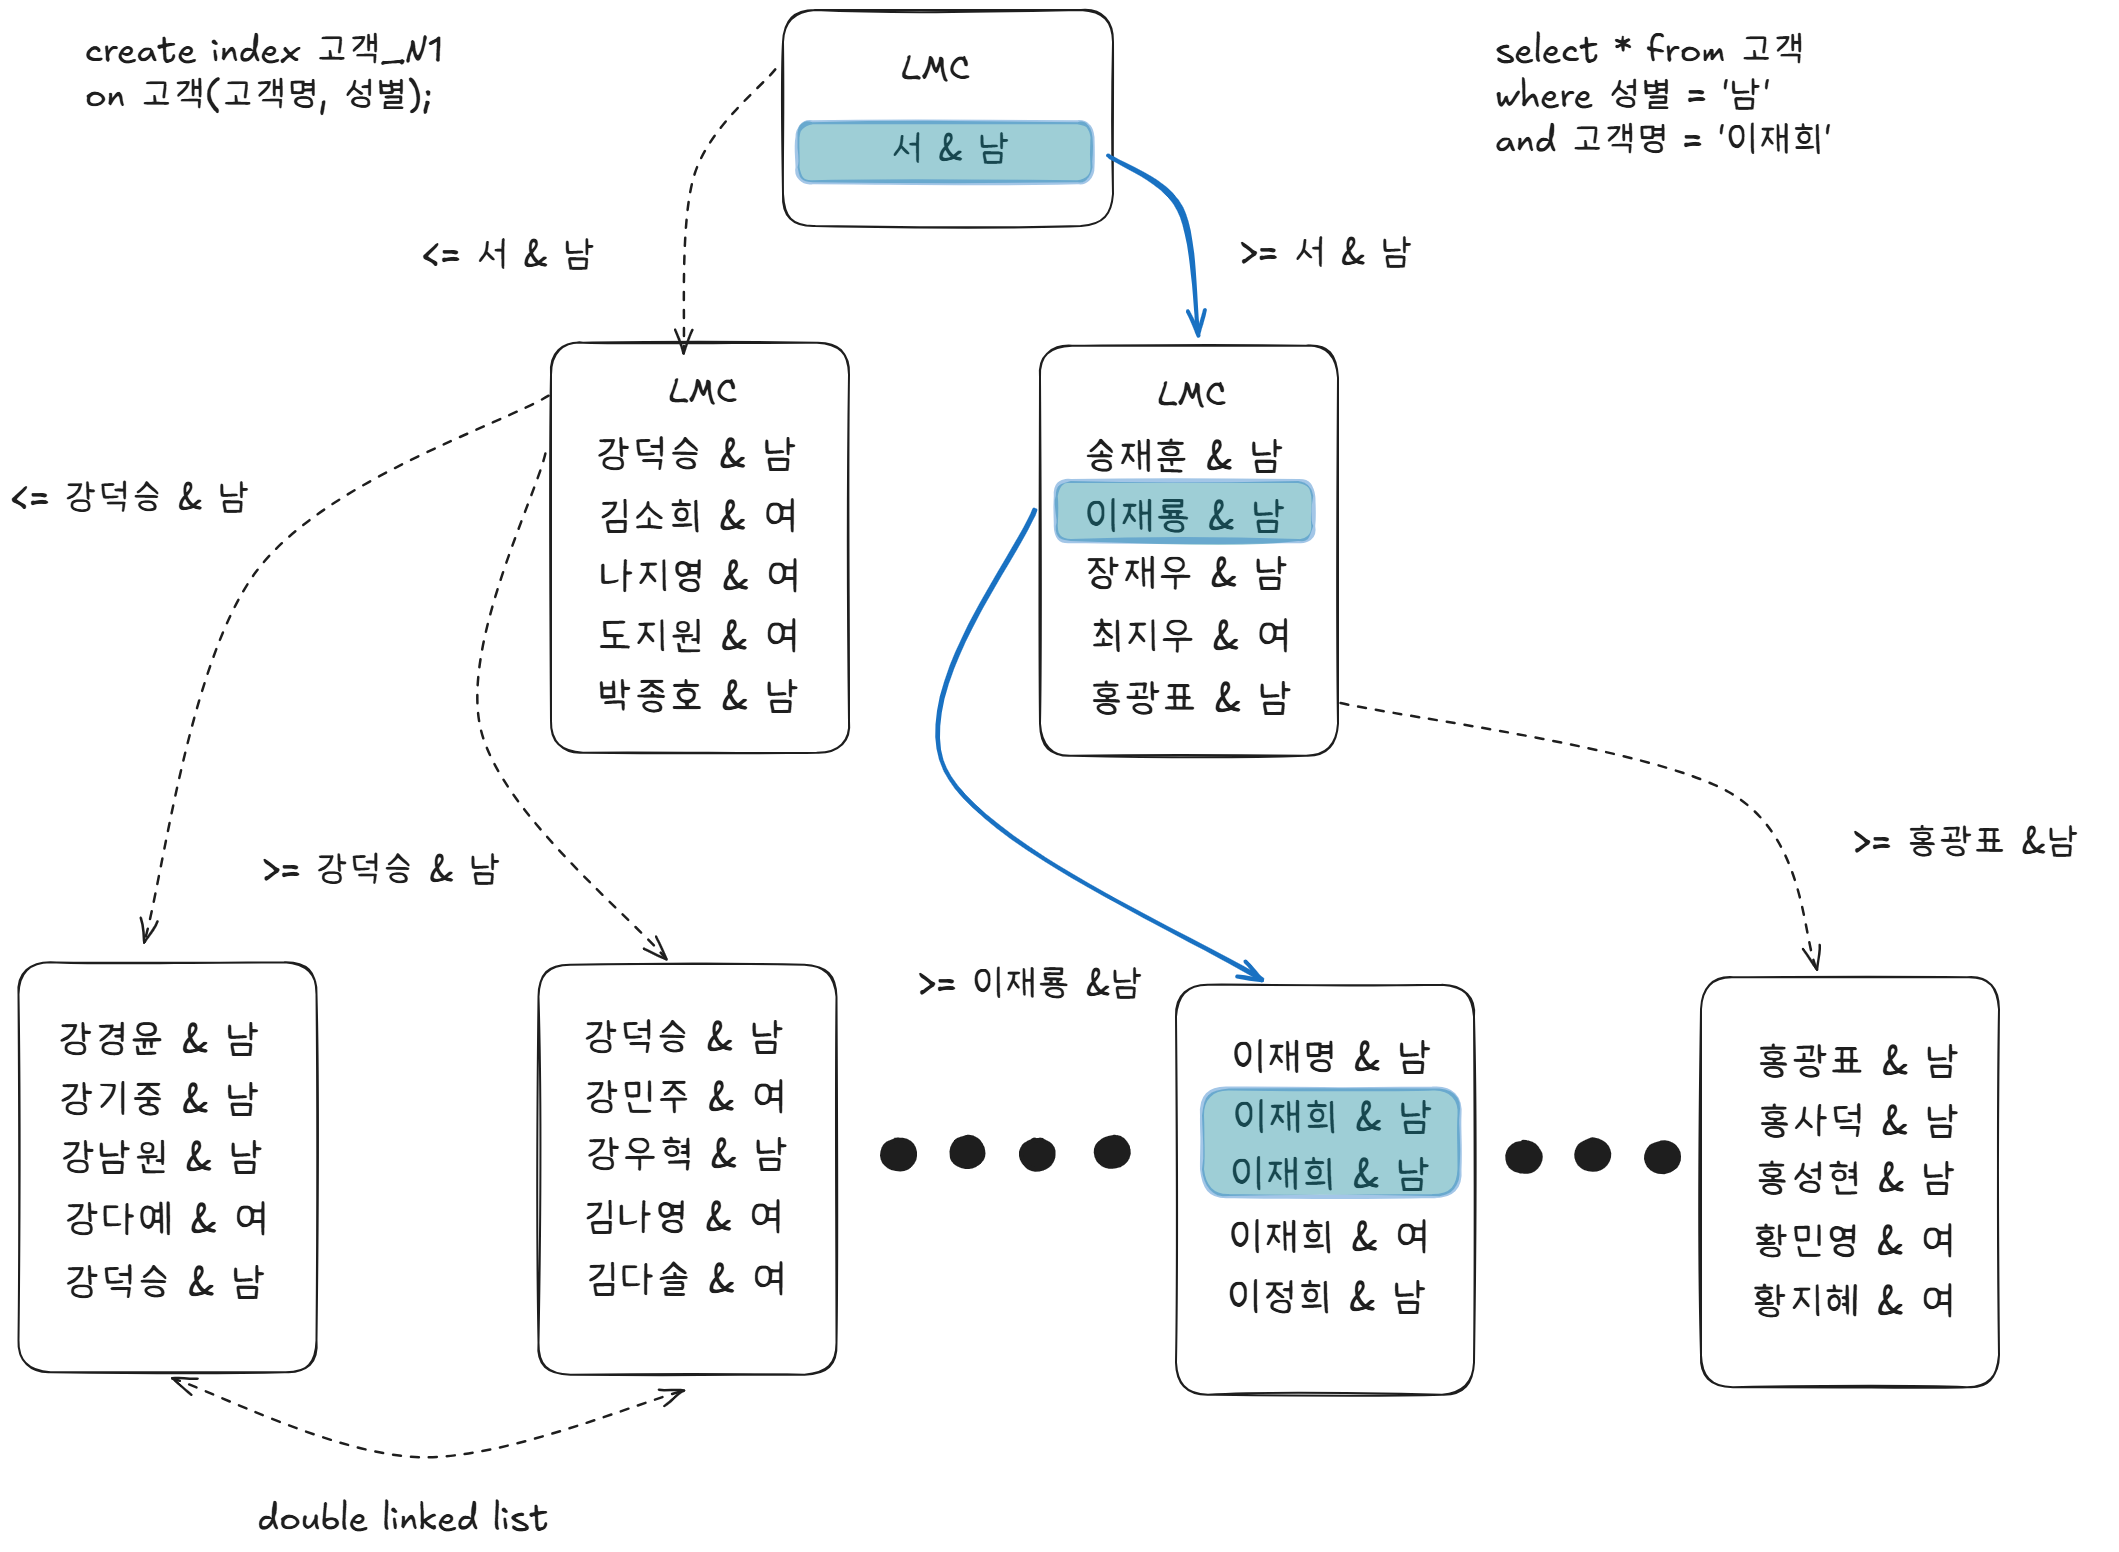 create index 고객_N1
on 고객(고객명, 성별);
select * from 고객
where 성별 = '남'
and 고객명 = '이재희'
LMC
서 & 남
<= 서 & 남
>= 서 & 남
LMC
강덕승 & 남
김소희 & 여
나지영 & 여
도지원 & 여
박종호 & 남
LMC
송재훈 & 남
이재룡 & 남
장재우 & 남
최지우 & 여
홍광표 & 남
<= 강덕승 & 남
>= 강덕승 & 남
>= 이재룡 &남
>= 홍광표 &남
강경윤 & 남
강기중 & 남
강남원 & 남
강다예 & 여
강덕승 & 남
강덕승 & 남
강민주 & 여
강우혁 & 남
김나영 & 여
김다솔 & 여
이재명 & 남
이재희 & 남
이재희 & 남
이재희 & 여
이정희 & 남
홍광표 & 남
홍사덕 & 남
홍성현 & 남
황민영 & 여
황지혜 & 여
double linked list